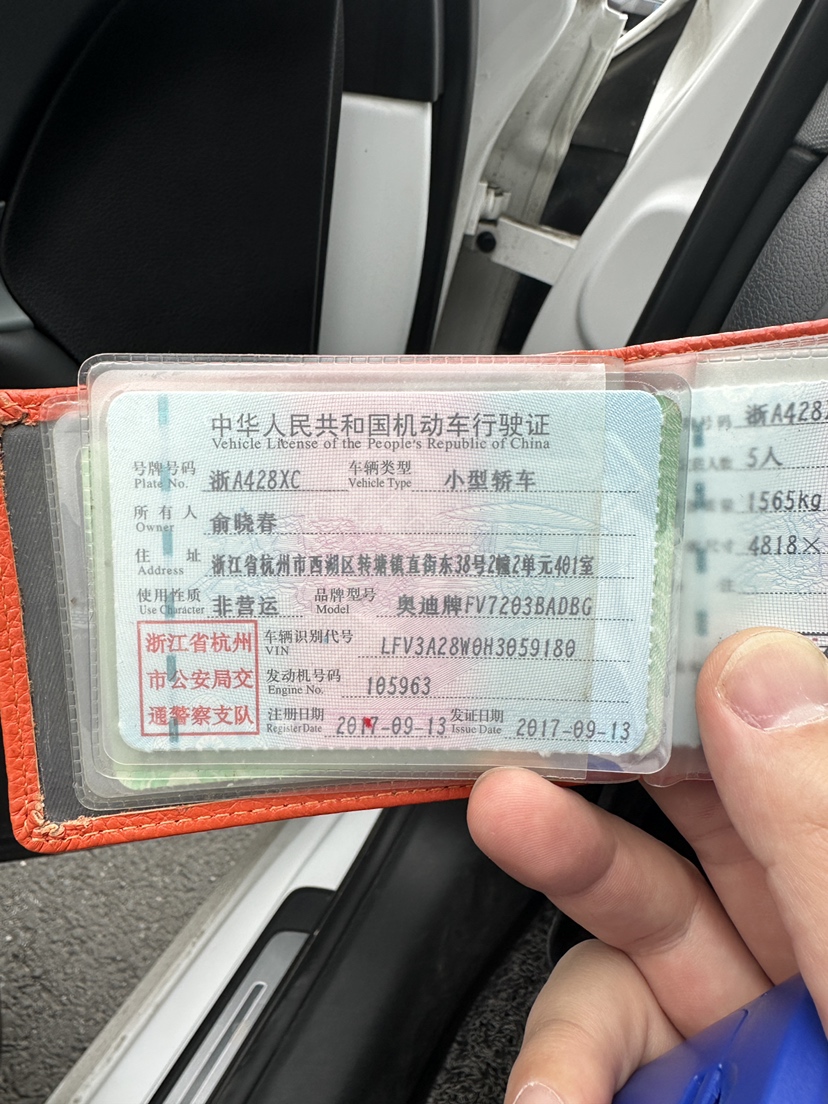 中华人民共和国机动车行驶证
Vehicle License of the People's Republic of China
号牌号码 浙A428XC 车辆类型 小型轿车
Plate No. Vehicle Type
所有人 俞晓春
Owner
住址 浙江省杭州市西湖区转塘镇直街东38号2幢2单元401室
Address
使用性质 非营运 品牌型号 奥迪牌FV7203BADBG
Use Character Model
浙江省杭州
市公安局交
通警察支队
车辆识别代号 LFV3A28W0H3059180
VIN
发动机号码 105963
Engine No.
注册日期 2017-09-13 发证日期 2017-09-13
Register Date Issue Date
号码 浙A428
人数 5人
1565kg
4818×